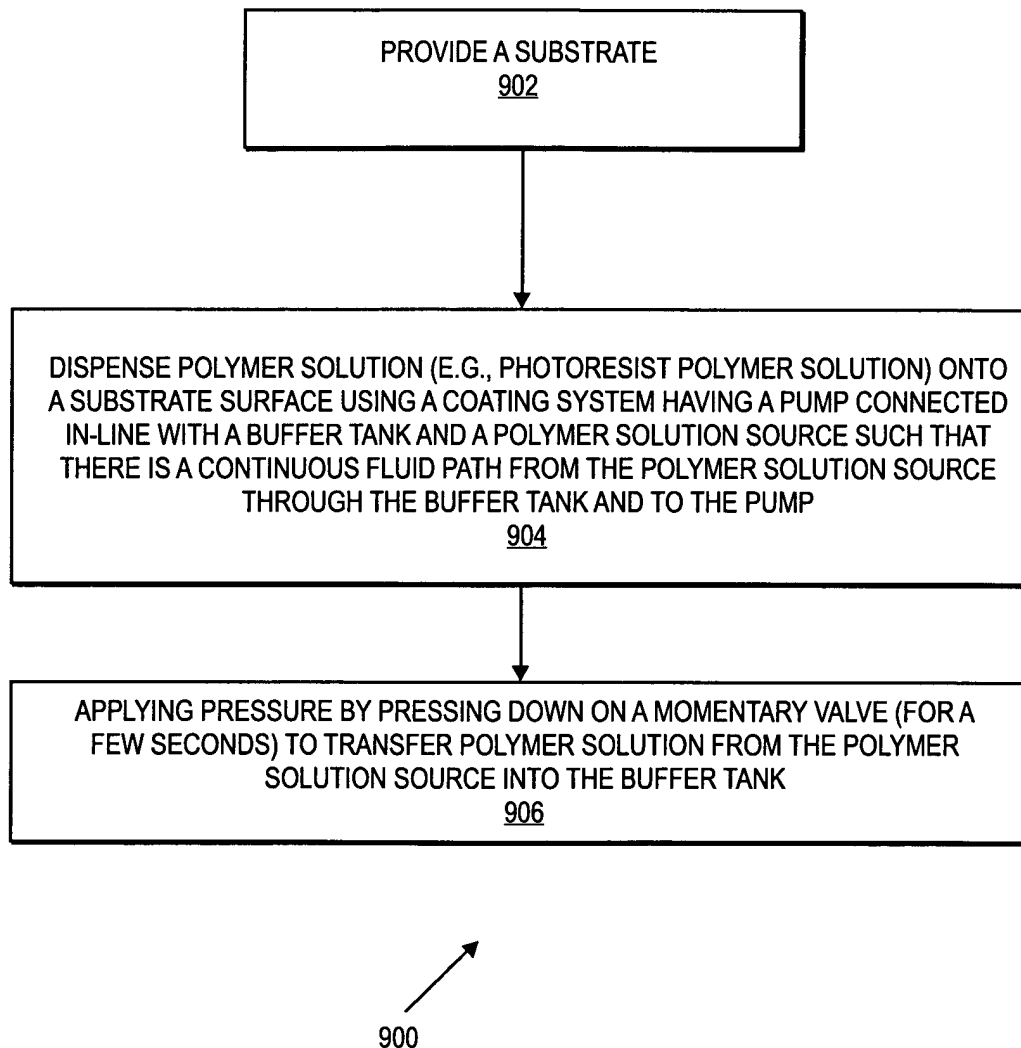 PROVIDE A SUBSTRATE
902
DISPENSE POLYMER SOLUTION (E.G., PHOTORESIST POLYMER SOLUTION) ONTO
A SUBSTRATE SURFACE USING A COATING SYSTEM HAVING A PUMP CONNECTED
IN-LINE WITH A BUFFER TANK AND A POLYMER SOLUTION SOURCE SUCH THAT
THERE IS A CONTINUOUS FLUID PATH FROM THE POLYMER SOLUTION SOURCE
THROUGH THE BUFFER TANK AND TO THE PUMP
904
APPLYING PRESSURE BY PRESSING DOWN ON A MOMENTARY VALVE (FOR A
FEW SECONDS) TO TRANSFER POLYMER SOLUTION FROM THE POLYMER
SOLUTION SOURCE INTO THE BUFFER TANK
906
900